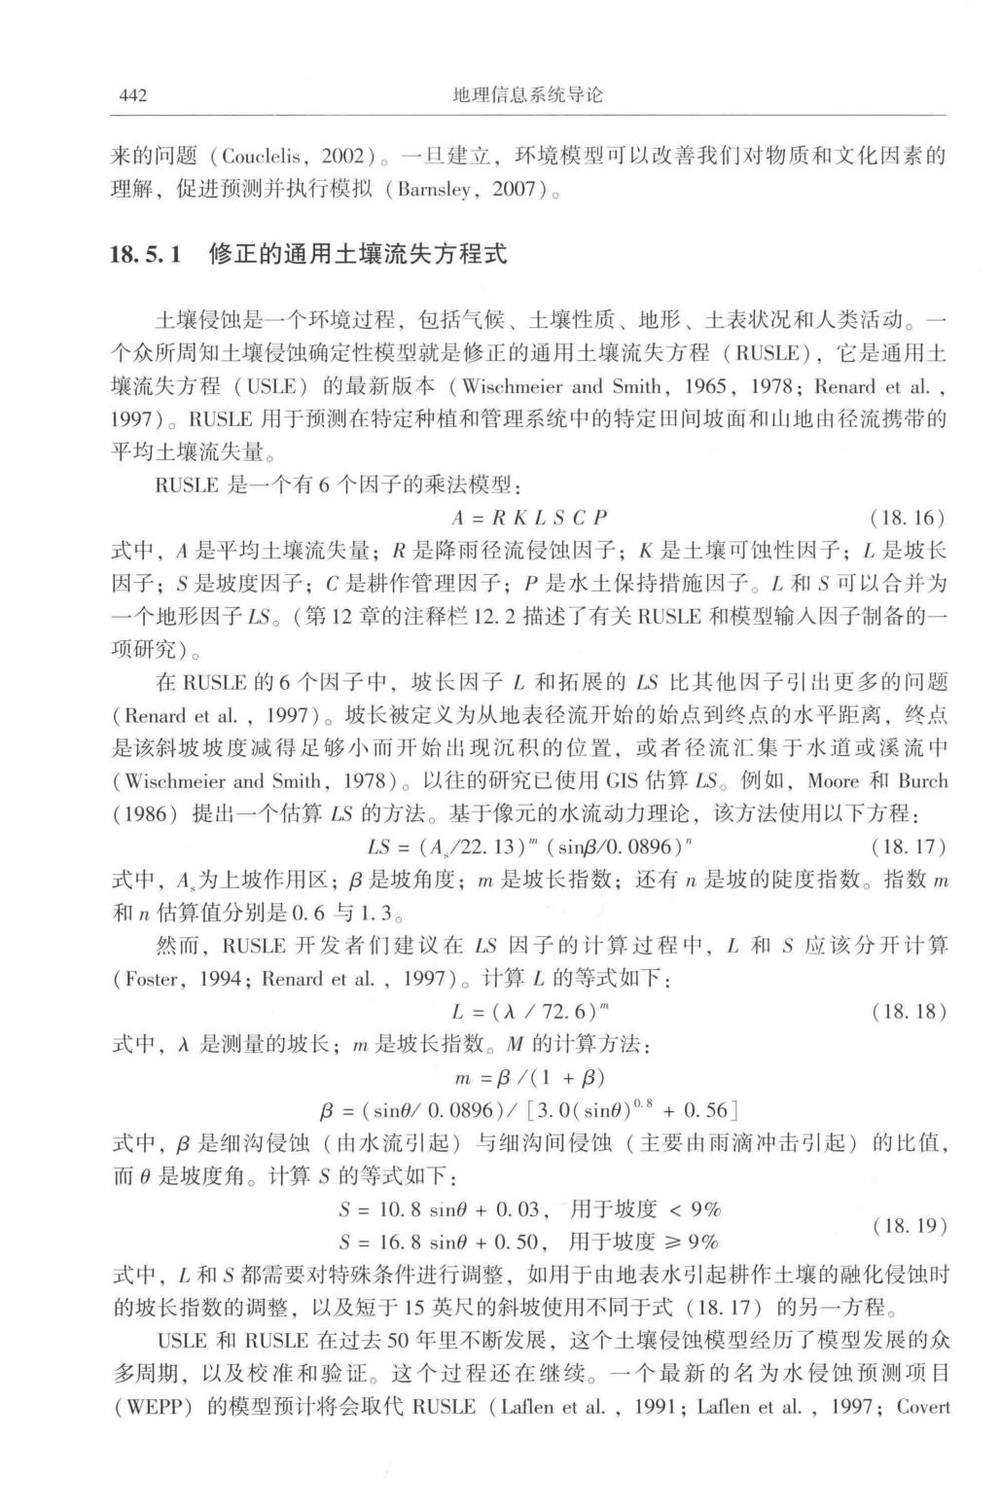 442 地理信息系统导论
来的问题（Couclelis，2002）。一旦建立，环境模型可以改善我们对物质和文化因素的
理解，促进预测并执行模拟（Barnsley，2007）。
18.5.1 修正的通用土壤流失方程式
土壤侵蚀是一个环境过程，包括气候、土壤性质、地形、土表状况和人类活动。一
个众所周知土壤侵蚀确定性模型就是修正的通用土壤流失方程（RUSLE），它是通用土
壤流失方程（USLE）的最新版本（Wischmeier and Smith，1965，1978；Renard et al.，
1997）。RUSLE 用于预测在特定种植和管理系统中的特定田间坡面和山地由径流携带的
平均土壤流失量。
RUSLE 是一个有 6 个因子的乘法模型：
A = R K L S C P (18.16)
式中，A 是平均土壤流失量；R 是降雨径流侵蚀因子；K 是土壤可蚀性因子；L 是坡长
因子；S 是坡度因子；C 是耕作管理因子；P 是水土保持措施因子。L 和 S 可以合并为
一个地形因子 LS。（第 12 章的注释栏 12.2 描述了有关 RUSLE 和模型输入因子制备的一
项研究）。
在 RUSLE 的 6 个因子中，坡长因子 L 和拓展的 LS 比其他因子引出更多的问题
（Renard et al.，1997）。坡长被定义为从地表径流开始的始点到终点的水平距离，终点
是该斜坡坡度减得足够小而开始出现沉积的位置，或者径流汇集于水道或溪流中
（Wischmeier and Smith，1978）。以往的研究已使用 GIS 估算 LS。例如，Moore 和 Burch
（1986）提出一个估算 LS 的方法。基于像元的水流动力理论，该方法使用以下方程：
LS = (Aₛ/22.13)ᵐ (sinβ/0.0896)ⁿ (18.17)
式中，Aₛ为上坡作用区；β 是坡角度；m 是坡长指数；还有 n 是坡的陡度指数。指数 m
和 n 估算值分别是 0.6 与 1.3。
然而，RUSLE 开发者们建议在 LS 因子的计算过程中，L 和 S 应该分开计算
（Foster，1994；Renard et al.，1997）。计算 L 的等式如下：
L = (λ / 72.6)ᵐ (18.18)
式中，λ 是测量的坡长；m 是坡长指数。M 的计算方法：
m = β /(1 + β)
β = (sinθ/ 0.0896)/ [3.0(sinθ)⁰·⁸ + 0.56]
式中，β 是细沟侵蚀（由水流引起）与细沟间侵蚀（主要由雨滴冲击引起）的比值，
而 θ 是坡度角。计算 S 的等式如下：
S = 10.8 sinθ + 0.03， 用于坡度 < 9%
S = 16.8 sinθ + 0.50， 用于坡度 ≥ 9% (18.19)
式中，L 和 S 都需要对特殊条件进行调整，如用于由地表水引起耕作土壤的融化侵蚀时
的坡长指数的调整，以及短于 15 英尺的斜坡使用不同于式（18.17）的另一方程。
USLE 和 RUSLE 在过去 50 年里不断发展，这个土壤侵蚀模型经历了模型发展的众
多周期，以及校准和验证。这个过程还在继续。一个最新的名为水侵蚀预测项目
（WEPP）的模型预计将会取代 RUSLE（Laflen et al.，1991；Laflen et al.，1997；Covert